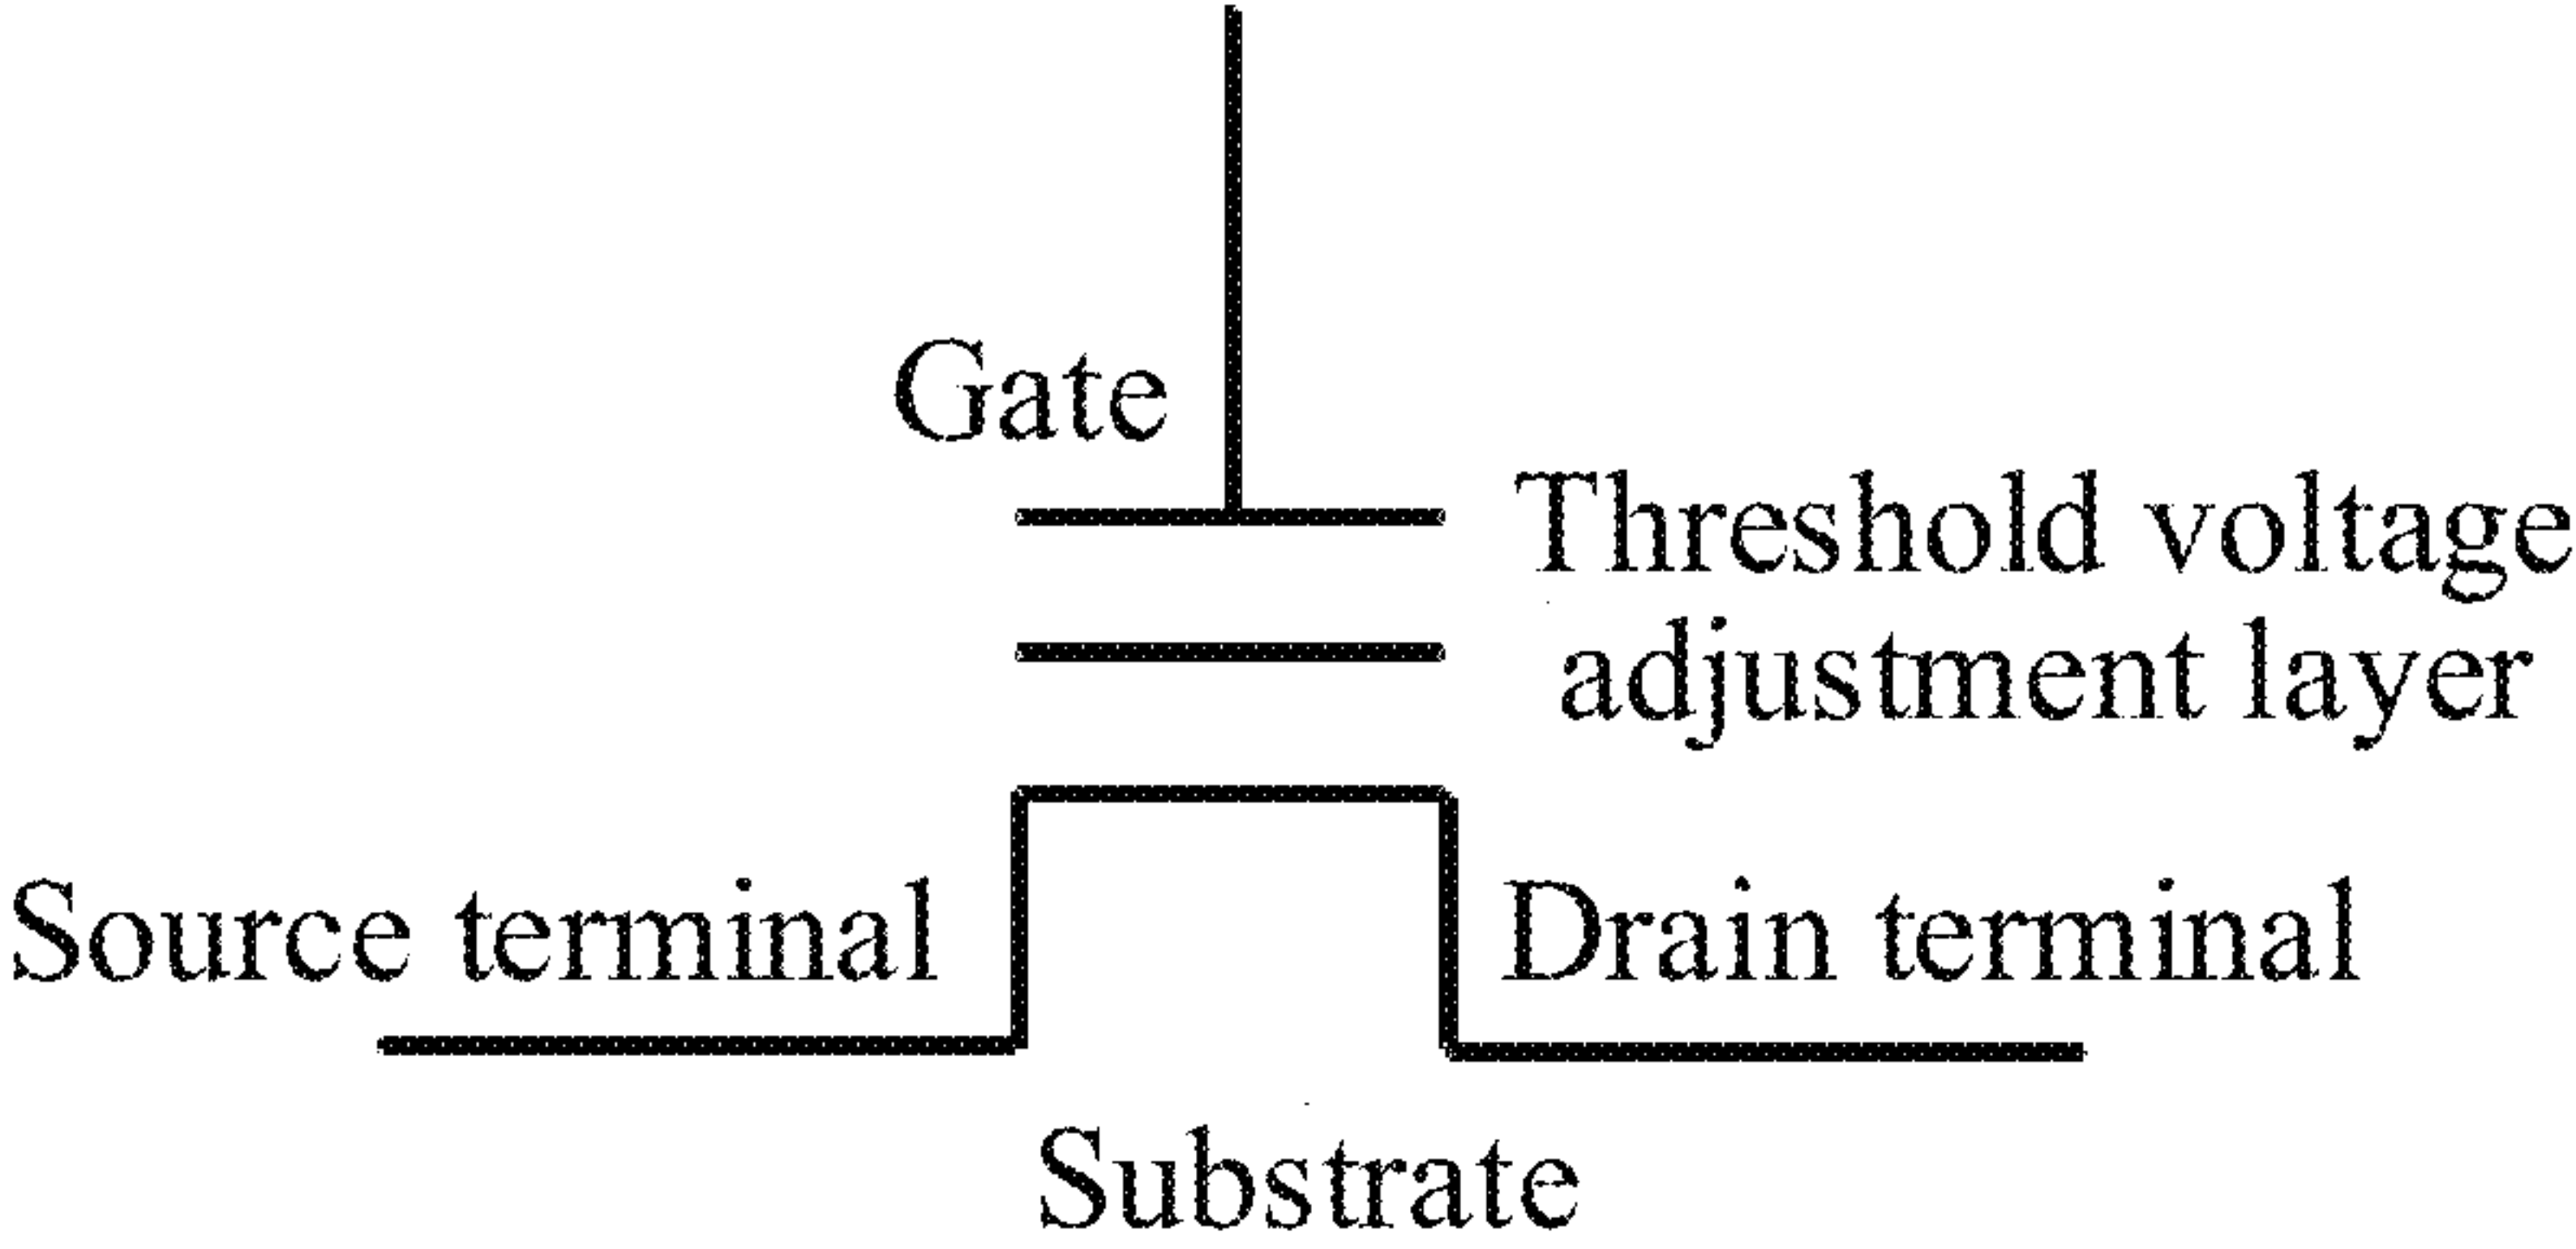 Gate
Threshold voltage
adjustment layer
Source terminal
Drain terminal
Substrate